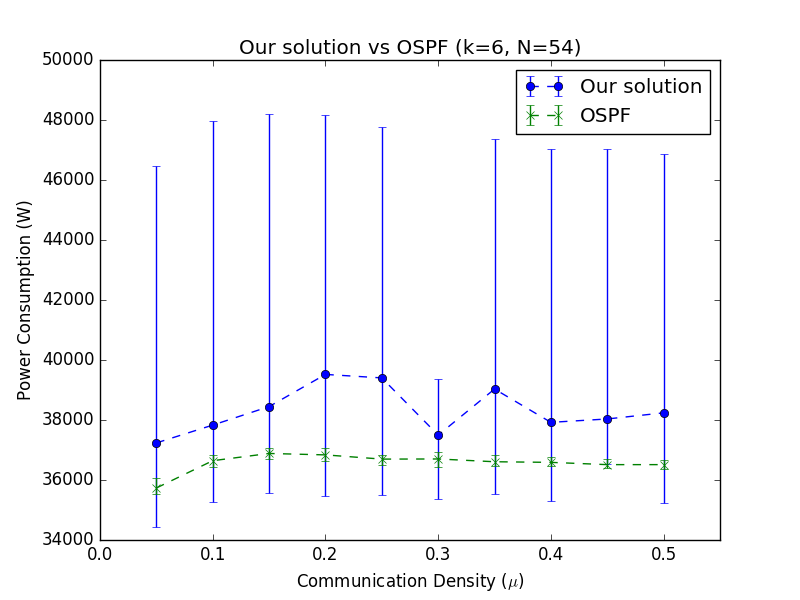 Our solution vs OSPF (k=6, N=54)
Our solution
OSPF
Power Consumption (W)
50000
48000
46000
44000
42000
40000
38000
36000
34000
0.0 0.1 0.2 0.3 0.4 0.5
Communication Density (μ)